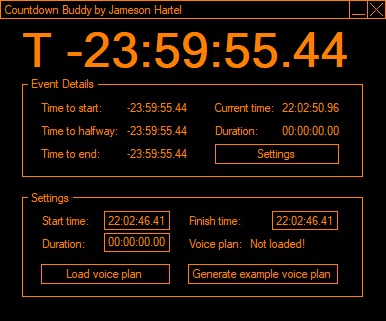 Countdown Buddy by Jameson Hartel
T -23:59:55.44
Event Details
Time to start: -23:59:55.44 Current time: 22:02:50.96
Time to halfway: -23:59:55.44 Duration: 00:00:00.00
Time to end: -23:59:55.44 Settings
Settings
Start time: 22:02:46.41 Finish time: 22:02:46.41
Duration: 00:00:00.00 Voice plan: Not loaded!
Load voice plan Generate example voice plan